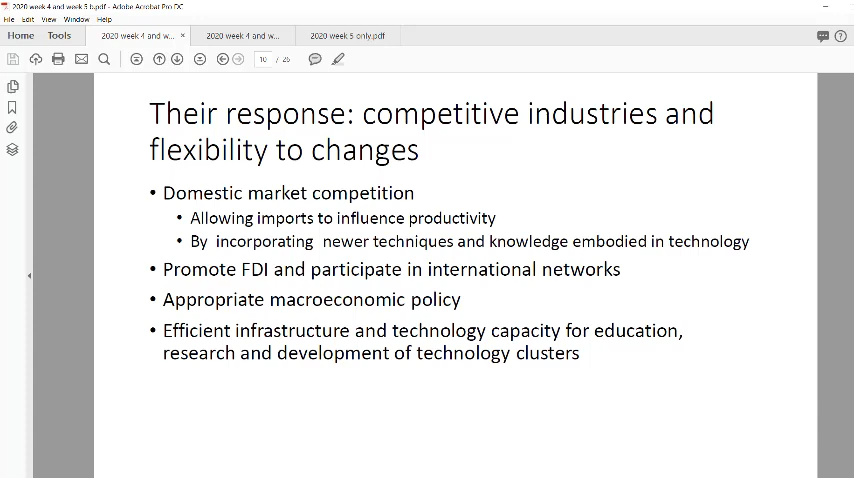 2020 week 4 and week 5 b.pdf - Adobe Acrobat Pro DC
File Edit View Window Help
Home Tools 2020 week 4 and w... × 2020 week 4 and w... 2020 week 5 only.pdf
10 / 26
Their response: competitive industries and
flexibility to changes
• Domestic market competition
• Allowing imports to influence productivity
• By incorporating newer techniques and knowledge embodied in technology
• Promote FDI and participate in international networks
• Appropriate macroeconomic policy
• Efficient infrastructure and technology capacity for education,
research and development of technology clusters